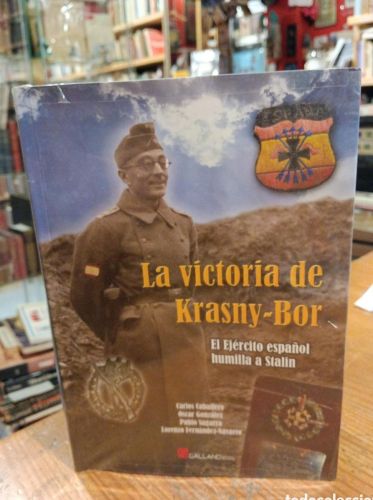 La victoria de
Krasny-Bor
El Ejército español
humilla a Stalin
Carlos Caballero
Óscar González
Pablo Sagarra
Lorenzo Fernández-Navarro
GALLAND BOOKS
todocoleccion